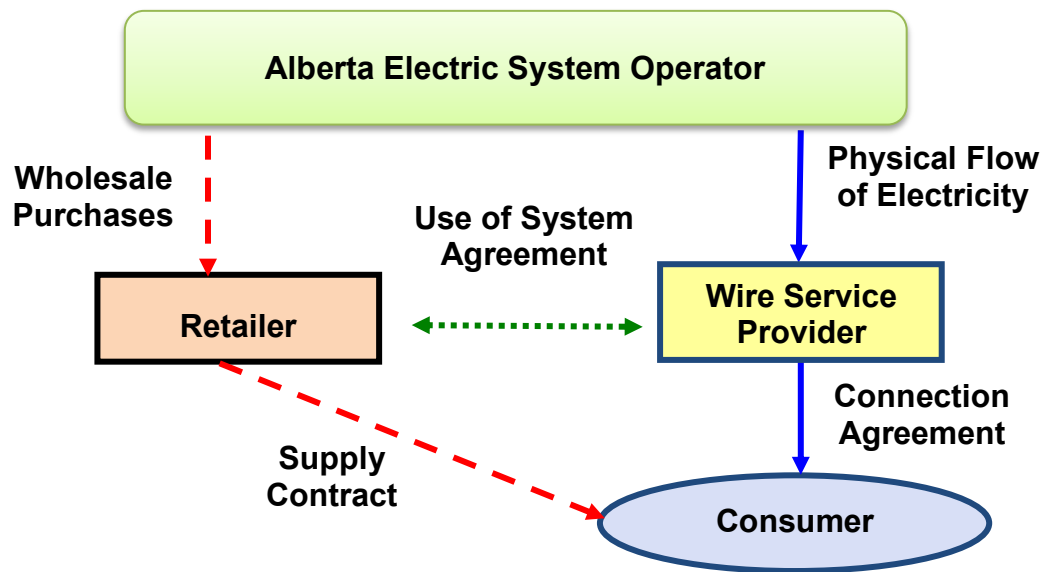 Alberta Electric System Operator
Wholesale
Purchases
Physical Flow
of Electricity
Use of System
Agreement
Retailer
Wire Service
Provider
Supply
Contract
Connection
Agreement
Consumer